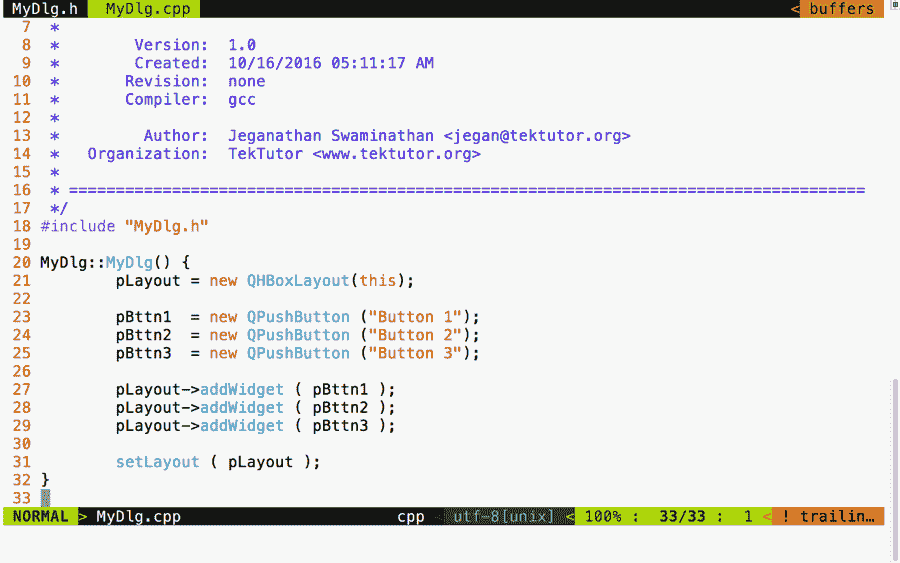 MyDlg.h MyDlg.cpp < buffers
7 *
8 * Version: 1.0
9 * Created: 10/16/2016 05:11:17 AM
10 * Revision: none
11 * Compiler: gcc
12 *
13 * Author: Jeganathan Swaminathan <jegan@tektutor.org>
14 * Organization: TekTutor <www.tektutor.org>
15 *
16 * =====================================================================================
17 */
18 #include "MyDlg.h"
19
20 MyDlg::MyDlg() {
21 pLayout = new QHBoxLayout(this);
22
23 pBttn1 = new QPushButton ("Button 1");
24 pBttn2 = new QPushButton ("Button 2");
25 pBttn3 = new QPushButton ("Button 3");
26
27 pLayout->addWidget ( pBttn1 );
28 pLayout->addWidget ( pBttn2 );
29 pLayout->addWidget ( pBttn3 );
30
31 setLayout ( pLayout );
32 }
33
NORMAL > MyDlg.cpp cpp < utf-8[unix] < 100% : 33/33 : 1 < ! trailin…